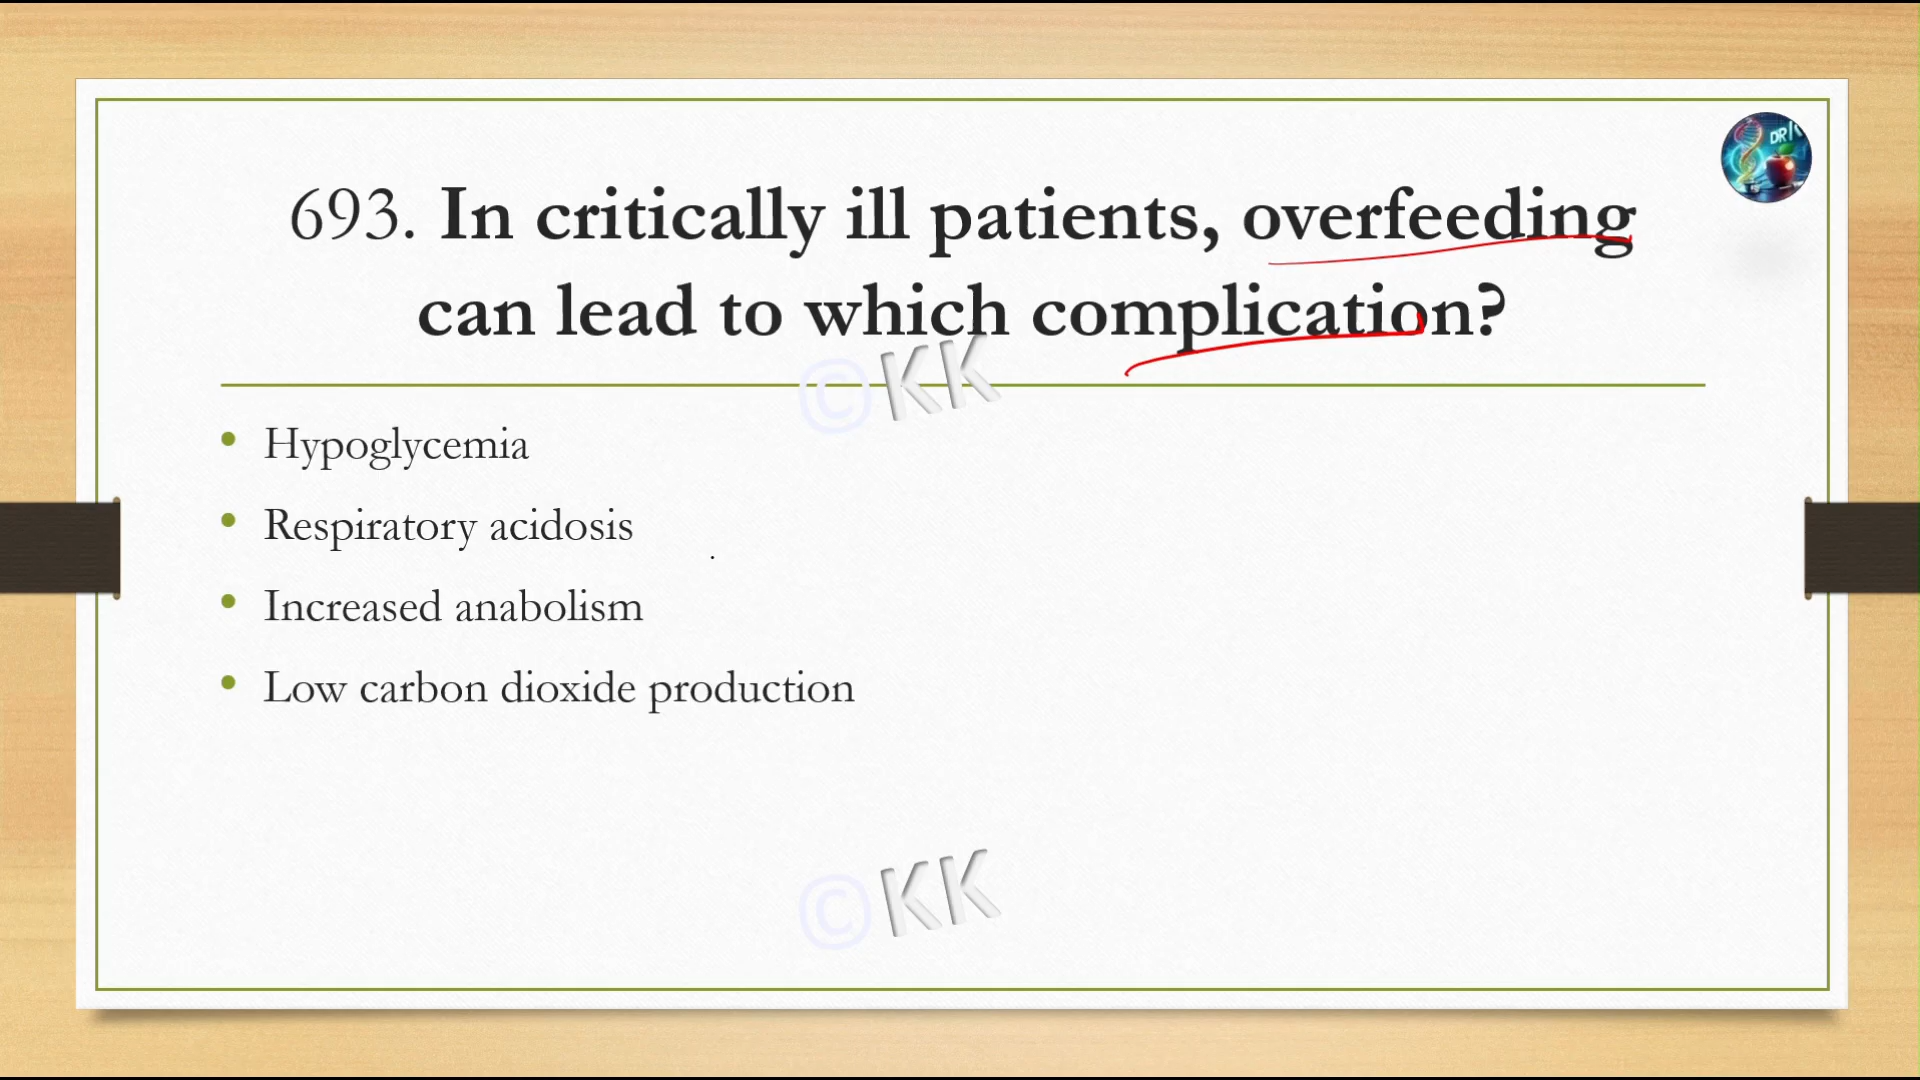 DR
693. In critically ill patients, overfeeding
can lead to which complication?
©KK
• Hypoglycemia
• Respiratory acidosis
• Increased anabolism
• Low carbon dioxide production
©KK